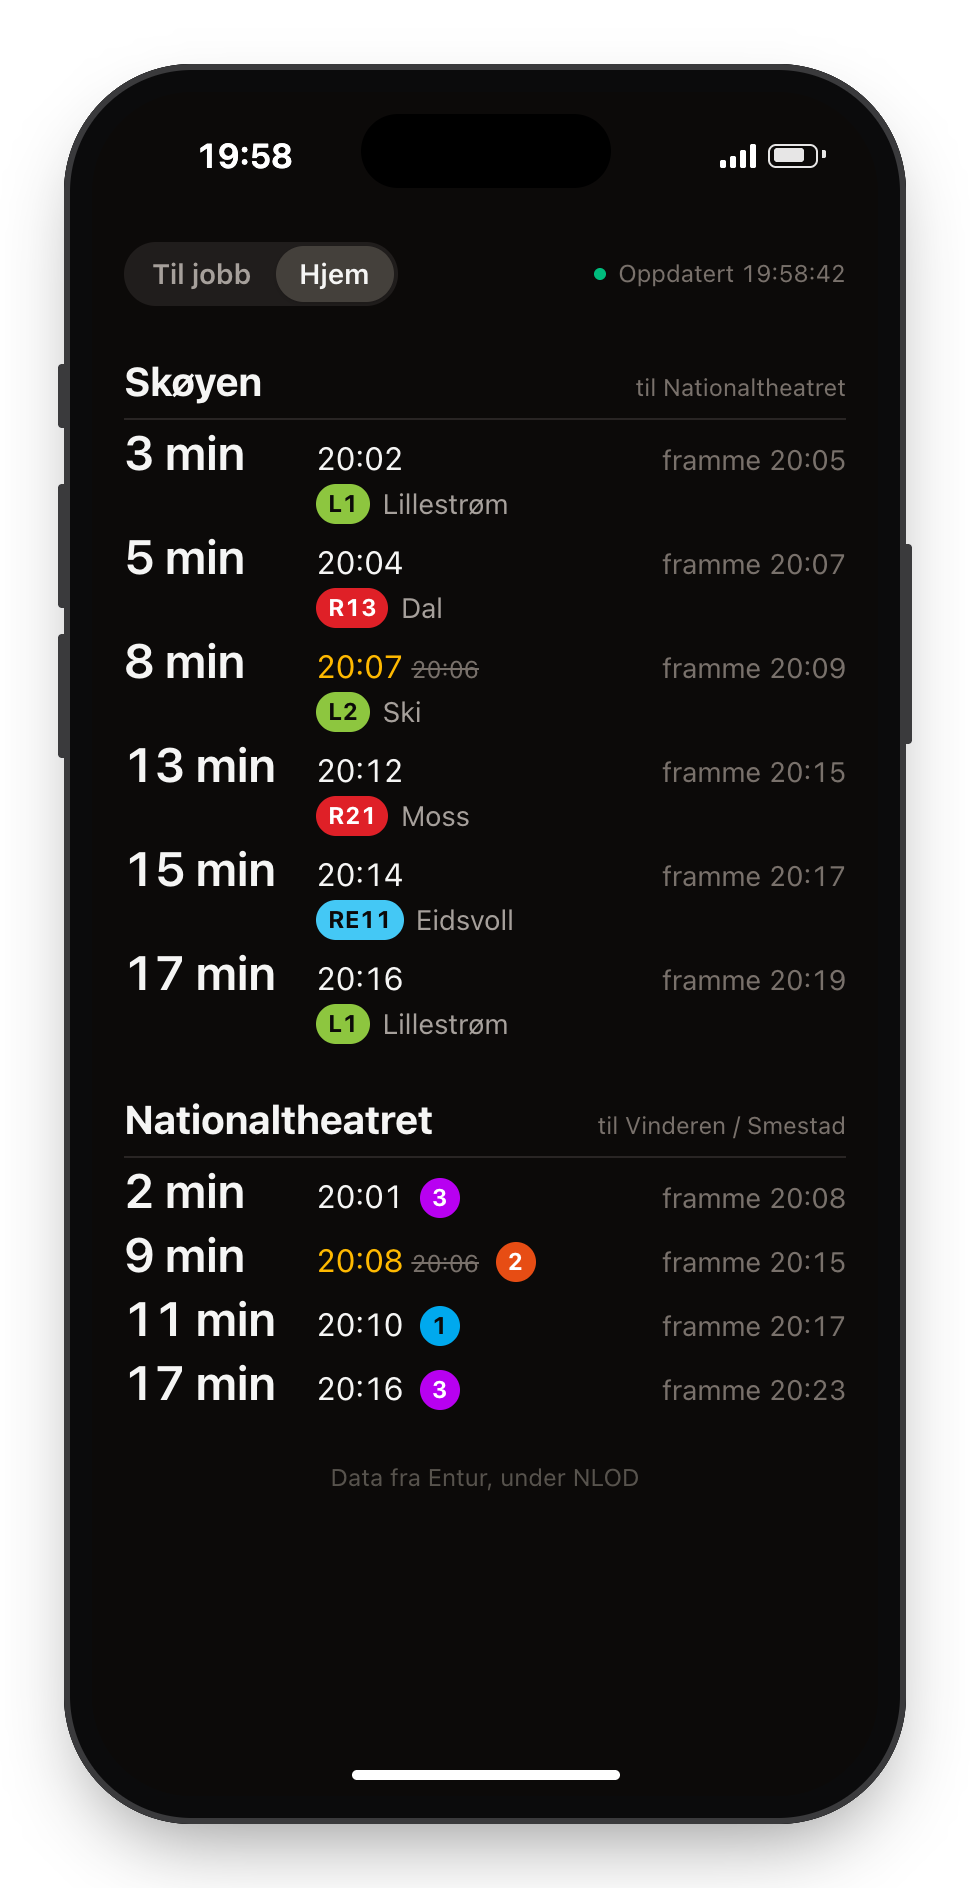 19:58
Til jobb Hjem Oppdatert 19:58:42
Skøyen til Nationaltheatret
3 min 20:02 framme 20:05
L1 Lillestrøm
5 min 20:04 framme 20:07
R13 Dal
8 min 20:07 20:06 framme 20:09
L2 Ski
13 min 20:12 framme 20:15
R21 Moss
15 min 20:14 framme 20:17
RE11 Eidsvoll
17 min 20:16 framme 20:19
L1 Lillestrøm
Nationaltheatret til Vinderen / Smestad
2 min 20:01 3 framme 20:08
9 min 20:08 20:06 2 framme 20:15
11 min 20:10 1 framme 20:17
17 min 20:16 3 framme 20:23
Data fra Entur, under NLOD